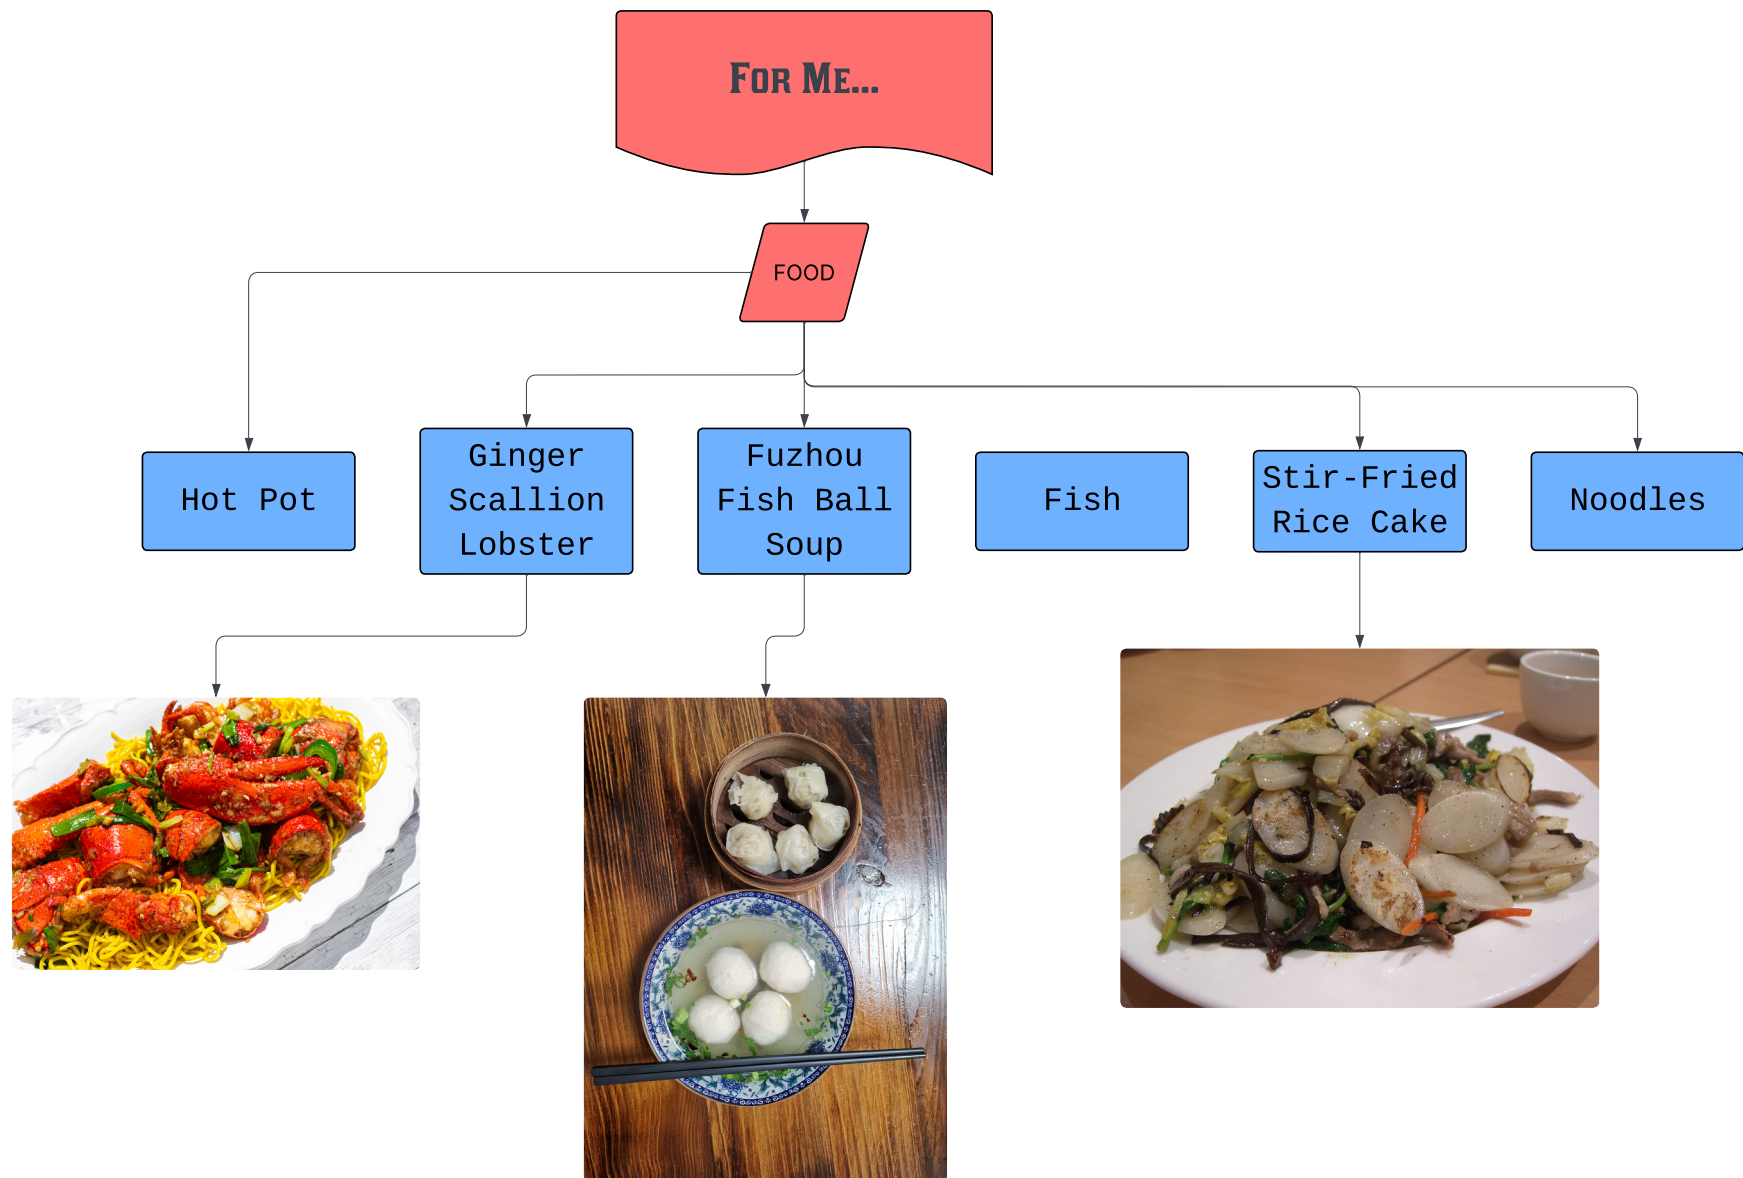 For Me...
FOOD
Hot Pot
Ginger
Scallion
Lobster
Fuzhou
Fish Ball
Soup
Fish
Stir-Fried
Rice Cake
Noodles